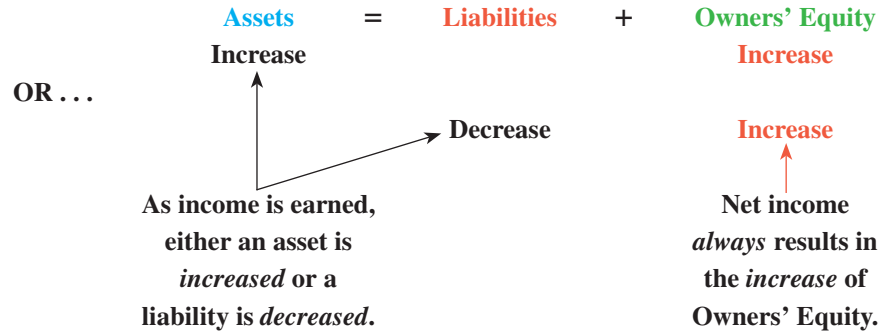 Assets = Liabilities + Owners’ Equity
Increase Increase
OR . . .
Decrease Increase
As income is earned,
either an asset is
increased or a
liability is decreased.
Net income
always results in
the increase of
Owners’ Equity.